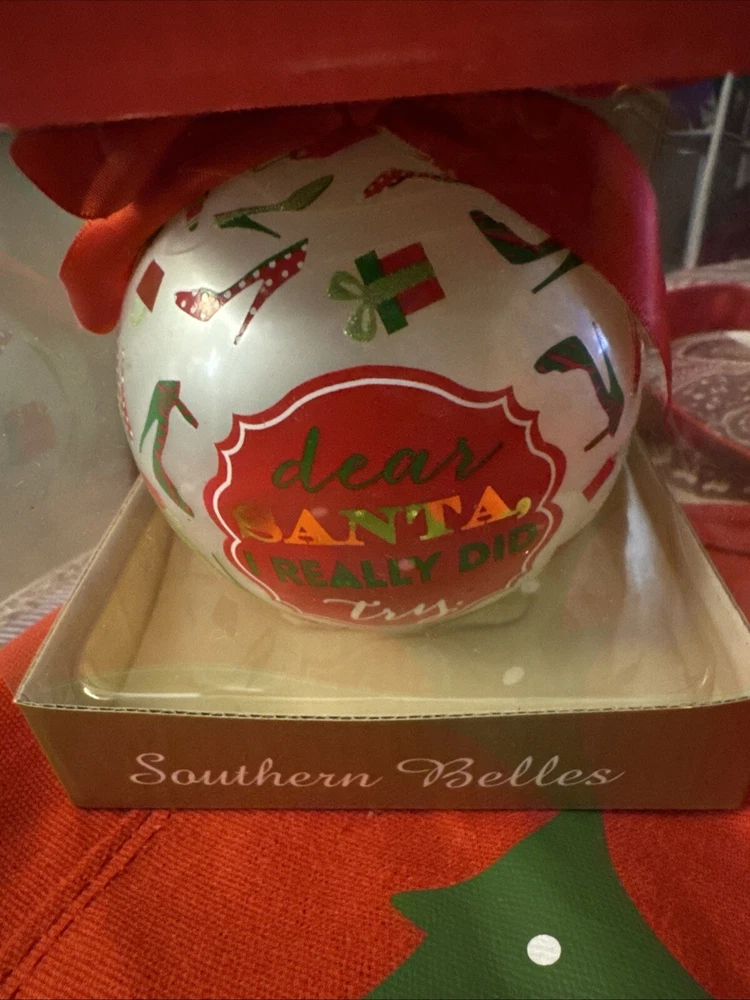 dear
SANTA,
I REALLY DID
try.
Southern Belles